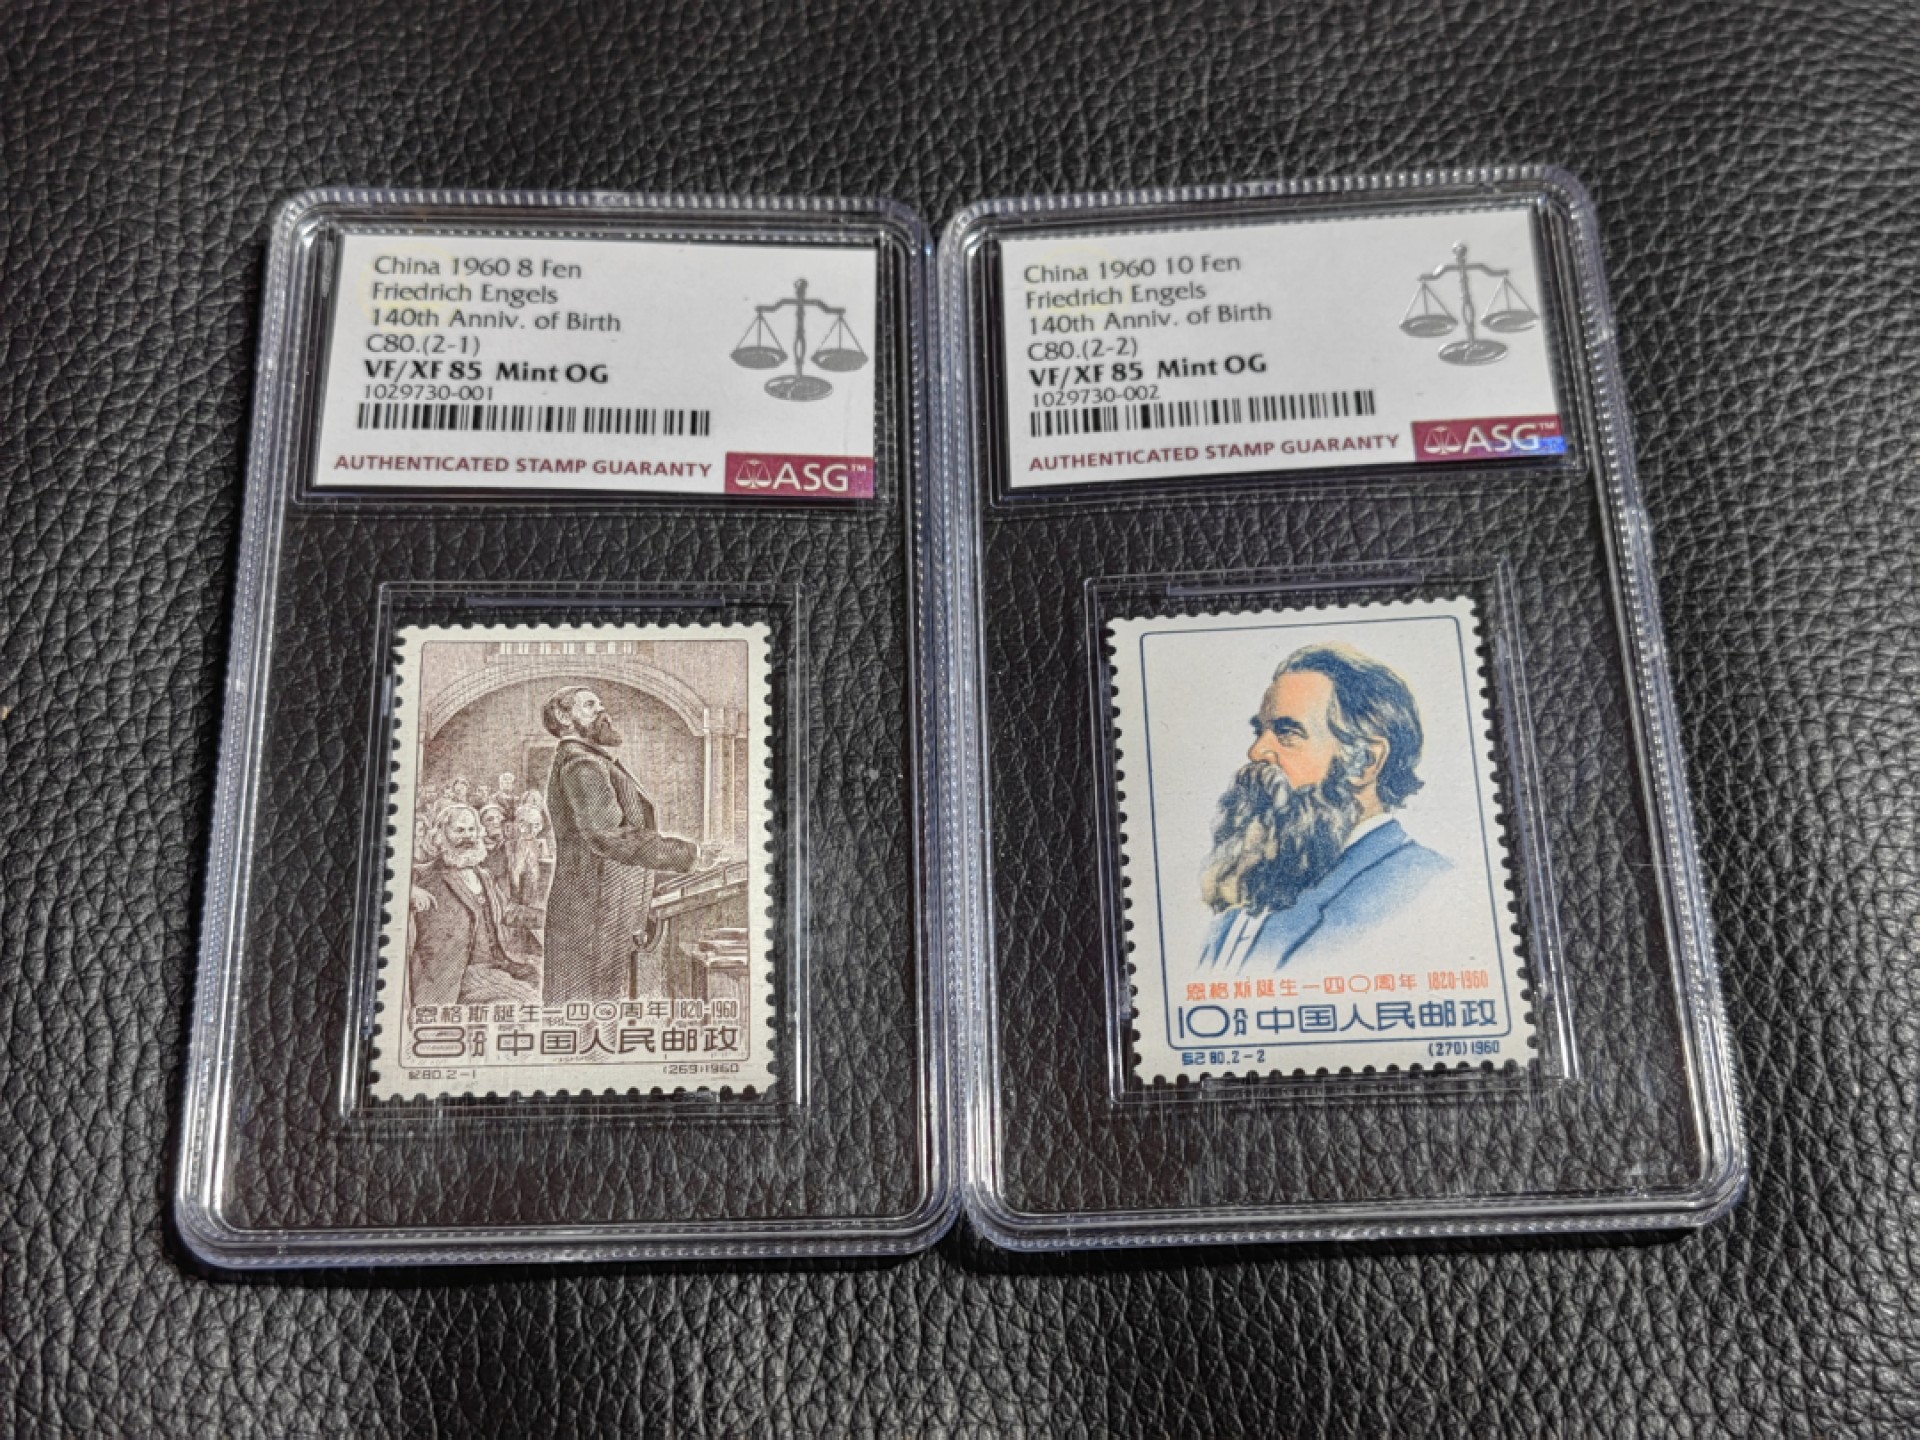 China 1960 8 Fen
Friedrich Engels
140th Anniv. of Birth
C80.(2-1)
VF/XF 85 Mint OG
1029730-001
AUTHENTICATED STAMP GUARANTY
ASG™
恩格斯誕生一四〇周年 1820-1960
8分 中国人民邮政
纪80.2-1
(269)1960
China 1960 10 Fen
Friedrich Engels
140th Anniv. of Birth
C80.(2-2)
VF/XF 85 Mint OG
1029730-002
AUTHENTICATED STAMP GUARANTY
ASG™
恩格斯誕生一四〇周年 1820-1960
10分 中国人民邮政
纪80.2-2
(270)1960